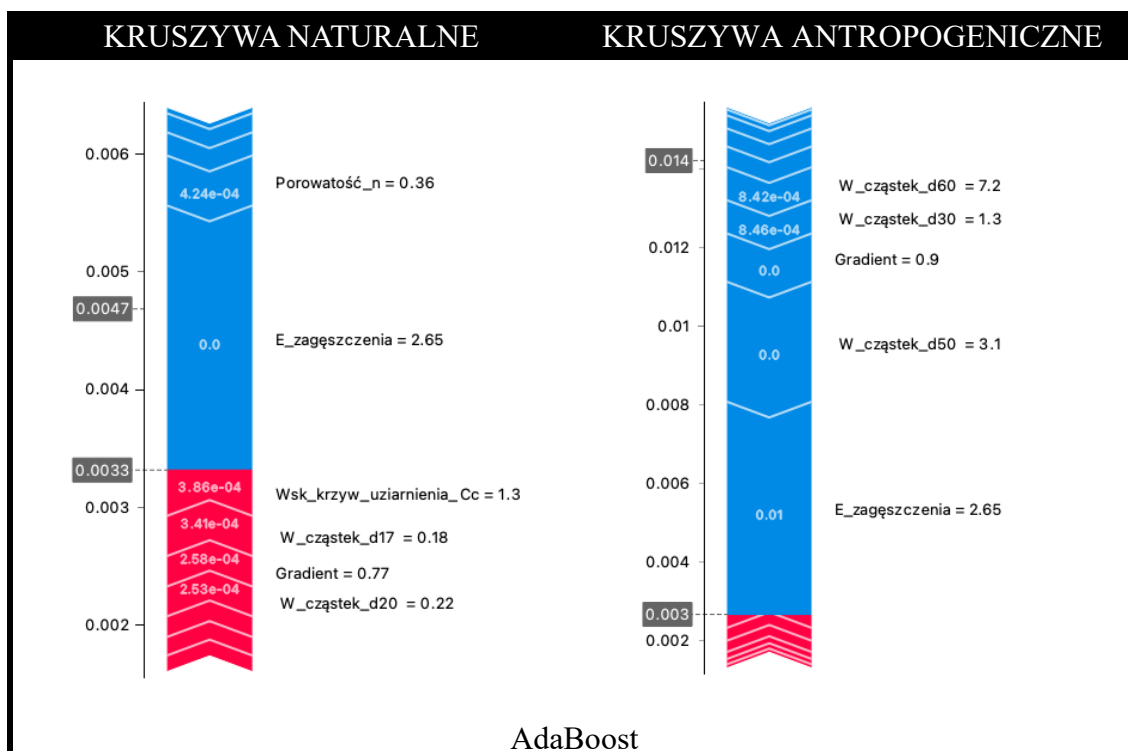 KRUSZYWA NATURALNE
KRUSZYWA ANTROPOGENICZNE
0.006
0.005
0.0047
0.004
0.0033
0.003
0.002
4.24e-04
0.0
3.86e-04
3.41e-04
2.58e-04
2.53e-04
Porowatość_n = 0.36
E_zagęszczenia = 2.65
Wsk_krzyw_uziarnienia_Cc = 1.3
W_cząstek_d17 = 0.18
Gradient = 0.77
W_cząstek_d20 = 0.22
0.014
0.012
0.01
0.008
0.006
0.004
0.003
0.002
8.42e-04
8.46e-04
0.0
0.0
0.01
W_cząstek_d60 = 7.2
W_cząstek_d30 = 1.3
Gradient = 0.9
W_cząstek_d50 = 3.1
E_zagęszczenia = 2.65
AdaBoost